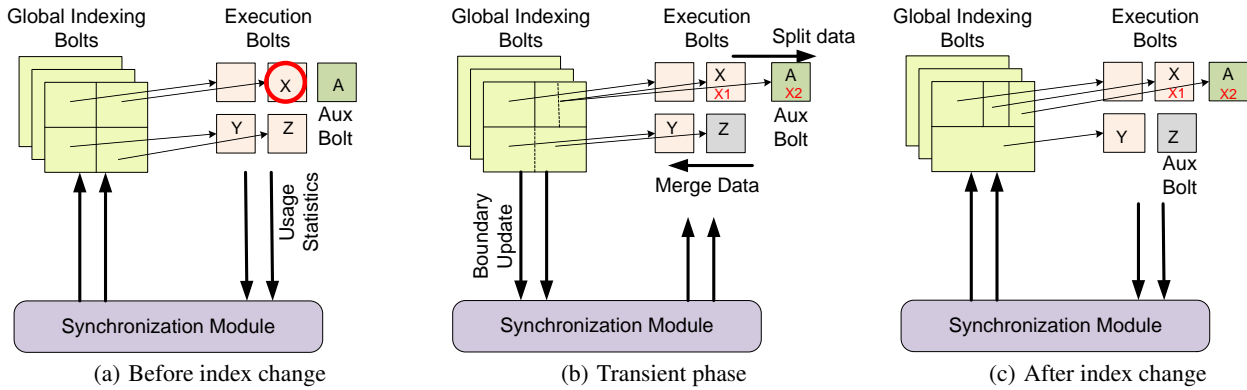 Global Indexing
Bolts
Execution
Bolts
X
A
Aux
Bolt
Y
Z
Usage
Statistics
Synchronization Module
(a) Before index change
Global Indexing
Bolts
Execution
Bolts
Split data
X
X1
A
X2
Aux
Bolt
Y
Z
Merge Data
Boundary
Update
Synchronization Module
(b) Transient phase
Global Indexing
Bolts
Execution
Bolts
X
X1
A
X2
Y
Z
Aux
Bolt
Synchronization Module
(c) After index change